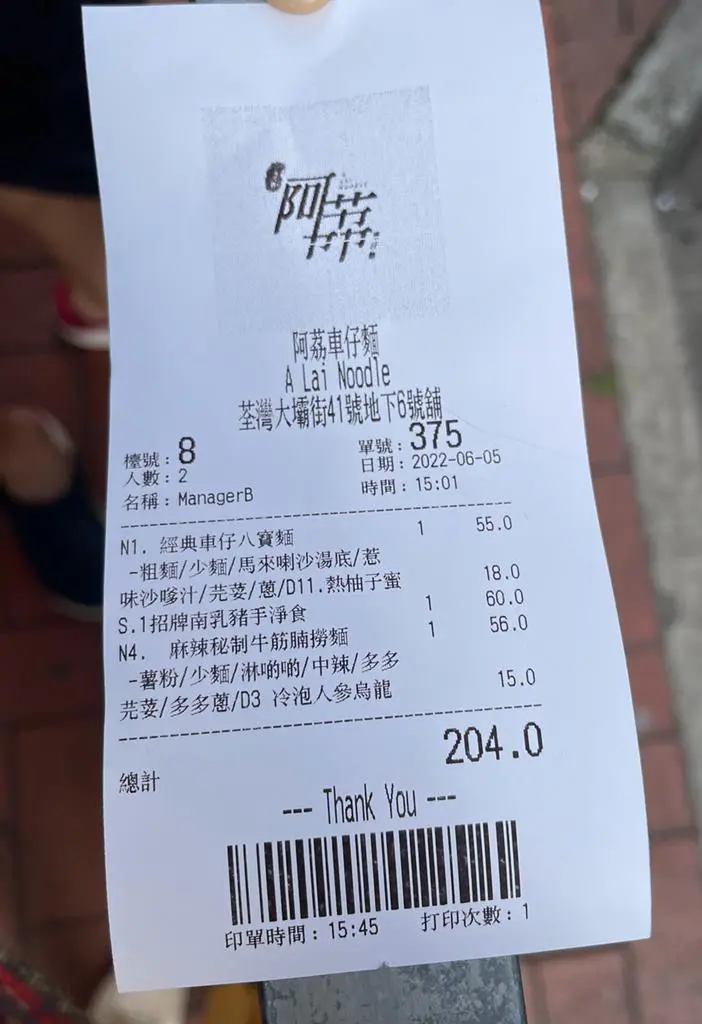 阿荔
阿荔車仔麵
A Lai Noodle
荃灣大壩街41號地下6號舖
檯號：8 單號：375
人數：2 日期：2022-06-05
名稱：ManagerB 時間：15:01
N1. 經典車仔八寶麵 1 55.0
-粗麵/少麵/馬來喇沙湯底/惹
味沙嗲汁/芫荽/蔥/D11.熱柚子蜜 18.0
S.1招牌南乳豬手淨食 1 60.0
N4. 麻辣秘制牛筋腩撈麵 1 56.0
-薯粉/少麵/淋啲啲/中辣/多多
芫荽/多多蔥/D3 冷泡人參烏龍 15.0
總計 204.0
--- Thank You ---
印單時間：15:45 打印次數：1